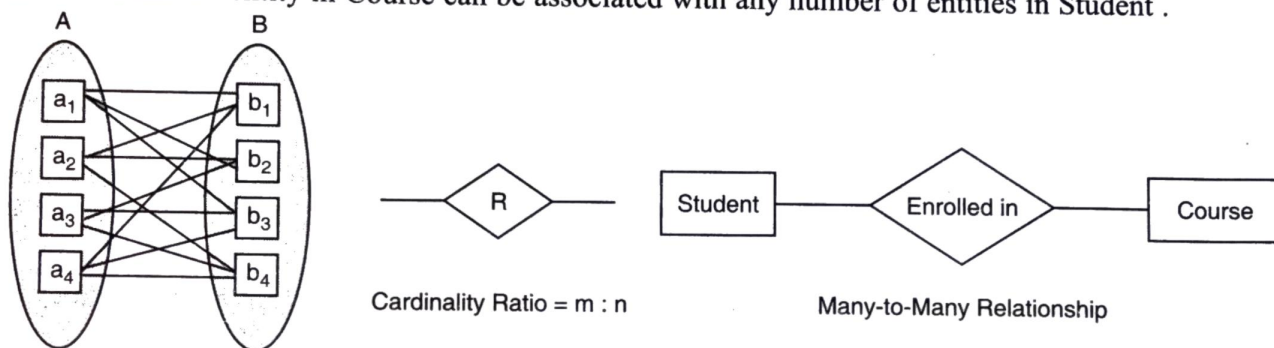 entity in Course can be associated with any number of entities in Student .
A B
a1 b1
a2 b2
a3 b3
a4 b4
R
Student Enrolled in Course
Cardinality Ratio = m : n
Many-to-Many Relationship